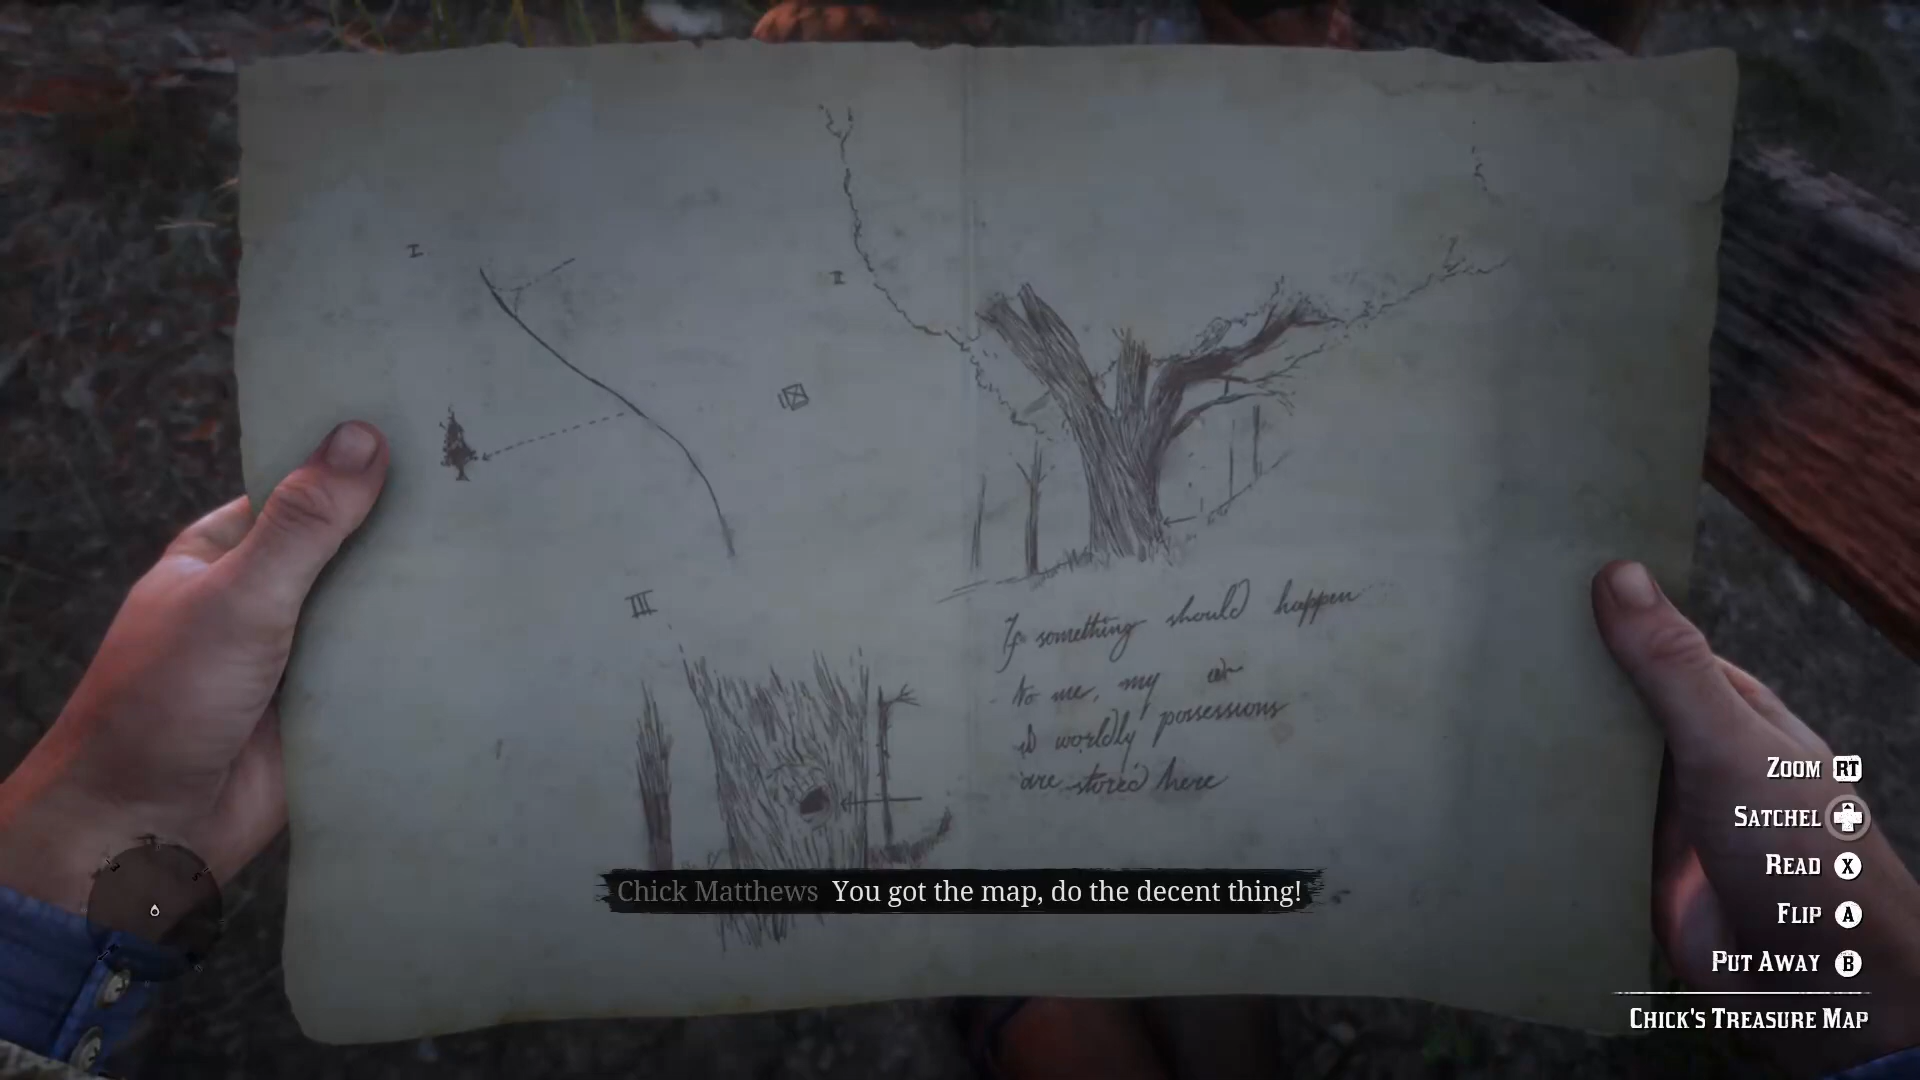 I
II
III
If something should happen
to me, my
worldly possessions
are stored here
Chick Matthews You got the map, do the decent thing!
ZOOM RT
SATCHEL
READ X
FLIP A
PUT AWAY B
CHICK'S TREASURE MAP